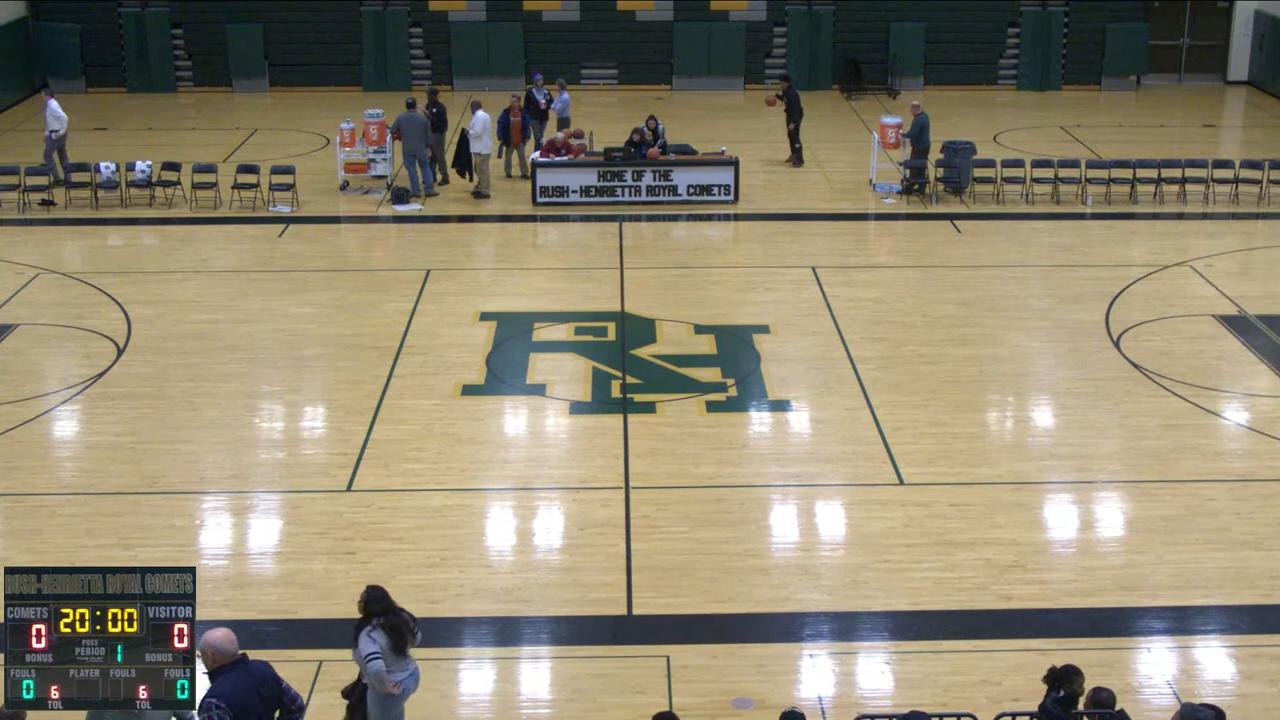 HOME OF THE
RUSH-HENRIETTA ROYAL COMETS
RH
RUSH-HENRIETTA ROYAL COMETS
COMETS 20:00 VISITOR
0 POSS 0
PERIOD 1
BONUS BONUS
FOULS PLAYER FOULS FOULS
0 6 6 0
TOL TOL